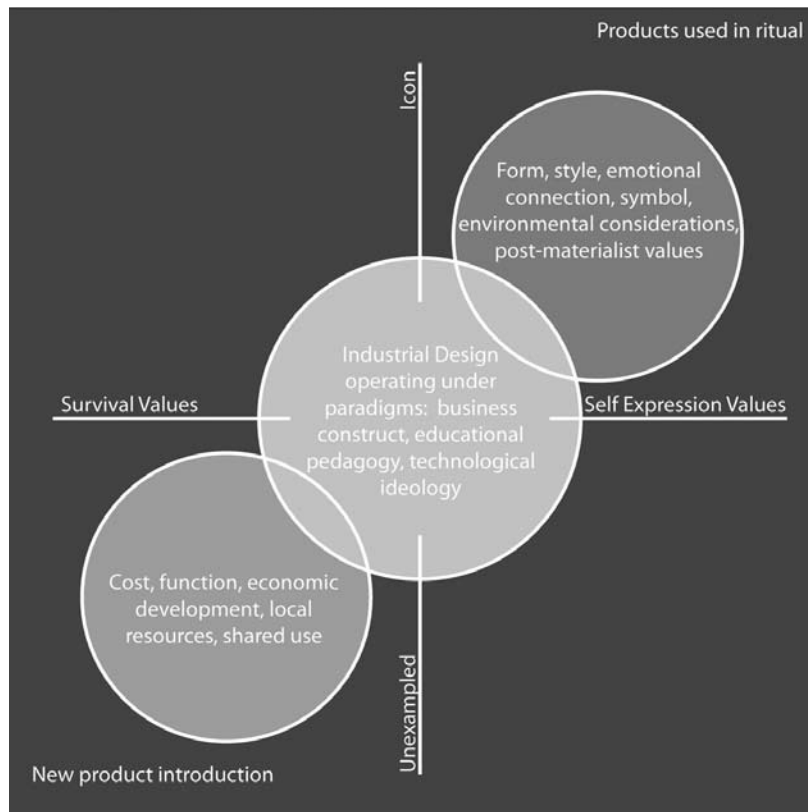 Products used in ritual
Icon
Form, style, emotional
connection, symbol,
environmental considerations,
post-materialist values
Industrial Design
operating under
paradigms: business
construct, educational
pedagogy, technological
ideology
Survival Values
Self Expression Values
Cost, function, economic
development, local
resources, shared use
Unexampled
New product introduction